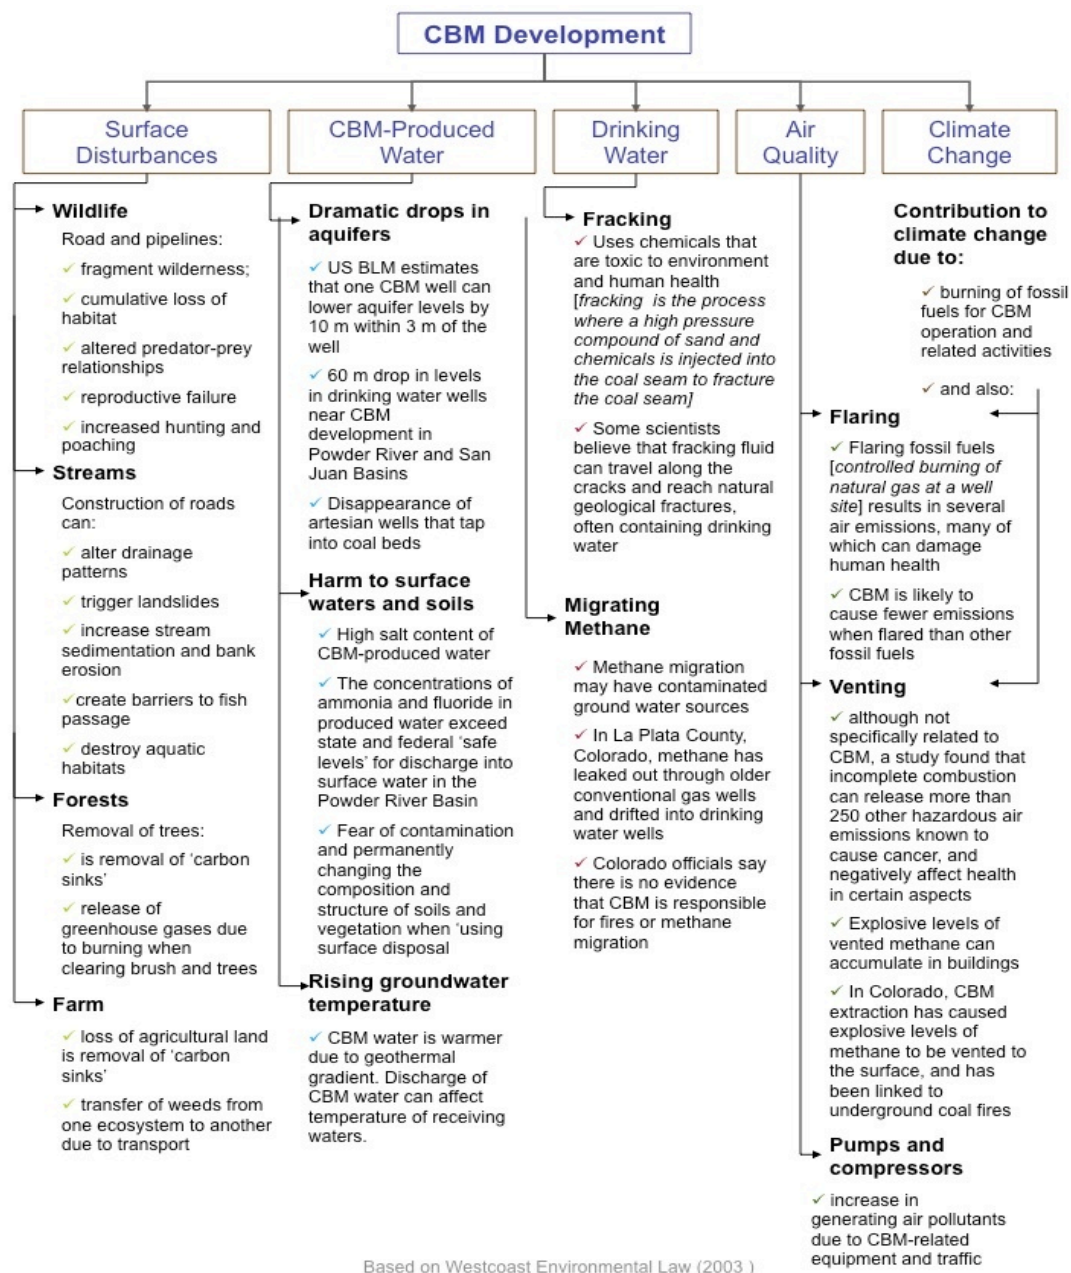 CBM Development
Surface
Disturbances
CBM-Produced
Water
Drinking
Water
Air
Quality
Climate
Change
Wildlife
Road and pipelines:
✓ fragment wilderness;
✓ cumulative loss of
habitat
✓ altered predator-prey
relationships
✓ reproductive failure
✓ increased hunting and
poaching
Streams
Construction of roads
can:
✓ alter drainage
patterns
✓ trigger landslides
✓ increase stream
sedimentation and bank
erosion
✓create barriers to fish
passage
✓ destroy aquatic
habitats
Forests
Removal of trees:
✓ is removal of ‘carbon
sinks’
✓ release of
greenhouse gases due
to burning when
clearing brush and trees
Farm
✓ loss of agricultural land
is removal of ‘carbon
sinks’
✓ transfer of weeds from
one ecosystem to another
due to transport
Dramatic drops in
aquifers
✓ US BLM estimates
that one CBM well can
lower aquifer levels by
10 m within 3 m of the
well
✓ 60 m drop in levels
in drinking water wells
near CBM
development in
Powder River and San
Juan Basins
✓ Disappearance of
artesian wells that tap
into coal beds
Harm to surface
waters and soils
✓ High salt content of
CBM-produced water
✓ The concentrations of
ammonia and fluoride in
produced water exceed
state and federal ‘safe
levels’ for discharge into
surface water in the
Powder River Basin
✓ Fear of contamination
and permanently
changing the
composition and
structure of soils and
vegetation when ‘using
surface disposal
Rising groundwater
temperature
✓ CBM water is warmer
due to geothermal
gradient. Discharge of
CBM water can affect
temperature of receiving
waters.
Fracking
✓ Uses chemicals that
are toxic to environment
and human health
[fracking is the process
where a high pressure
compound of sand and
chemicals is injected into
the coal seam to fracture
the coal seam]
✓ Some scientists
believe that fracking fluid
can travel along the
cracks and reach natural
geological fractures,
often containing drinking
water
Migrating
Methane
✓ Methane migration
may have contaminated
ground water sources
✓ In La Plata County,
Colorado, methane has
leaked out through older
conventional gas wells
and drifted into drinking
water wells
✓ Colorado officials say
there is no evidence
that CBM is responsible
for fires or methane
migration
Contribution to
climate change
due to:
✓ burning of fossil
fuels for CBM
operation and
related activities
✓ and also:
Flaring
✓ Flaring fossil fuels
[controlled burning of
natural gas at a well
site] results in several
air emissions, many of
which can damage
human health
✓ CBM is likely to
cause fewer emissions
when flared than other
fossil fuels
Venting
✓ although not
specifically related to
CBM, a study found that
incomplete combustion
can release more than
250 other hazardous air
emissions known to
cause cancer, and
negatively affect health
in certain aspects
✓ Explosive levels of
vented methane can
accumulate in buildings
✓ In Colorado, CBM
extraction has caused
explosive levels of
methane to be vented to
the surface, and has
been linked to
underground coal fires
Pumps and
compressors
✓ increase in
generating air pollutants
due to CBM-related
equipment and traffic
Based on Westcoast Environmental Law (2003 )